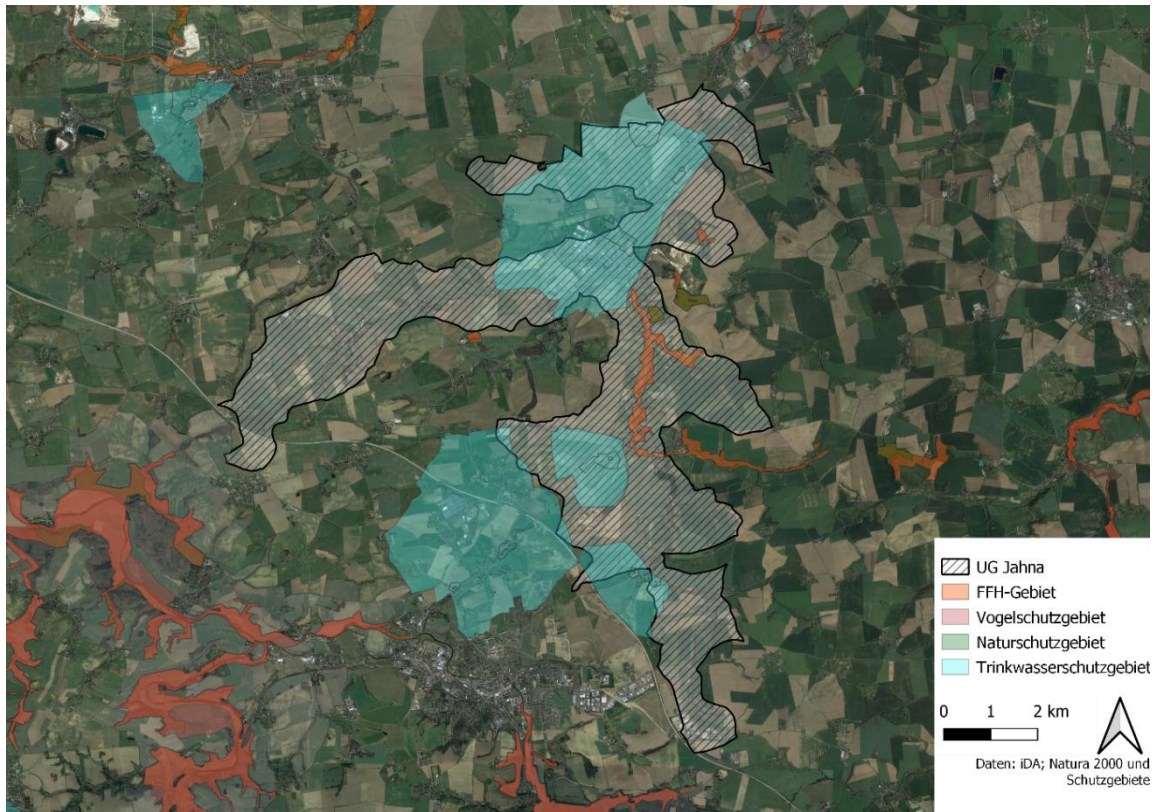 UG Jahna
FFH-Gebiet
Vogelschutzgebiet
Naturschutzgebiet
Trinkwasserschutzgebiet
0 1 2 km
Daten: iDA; Natura 2000 und
Schutzgebiete